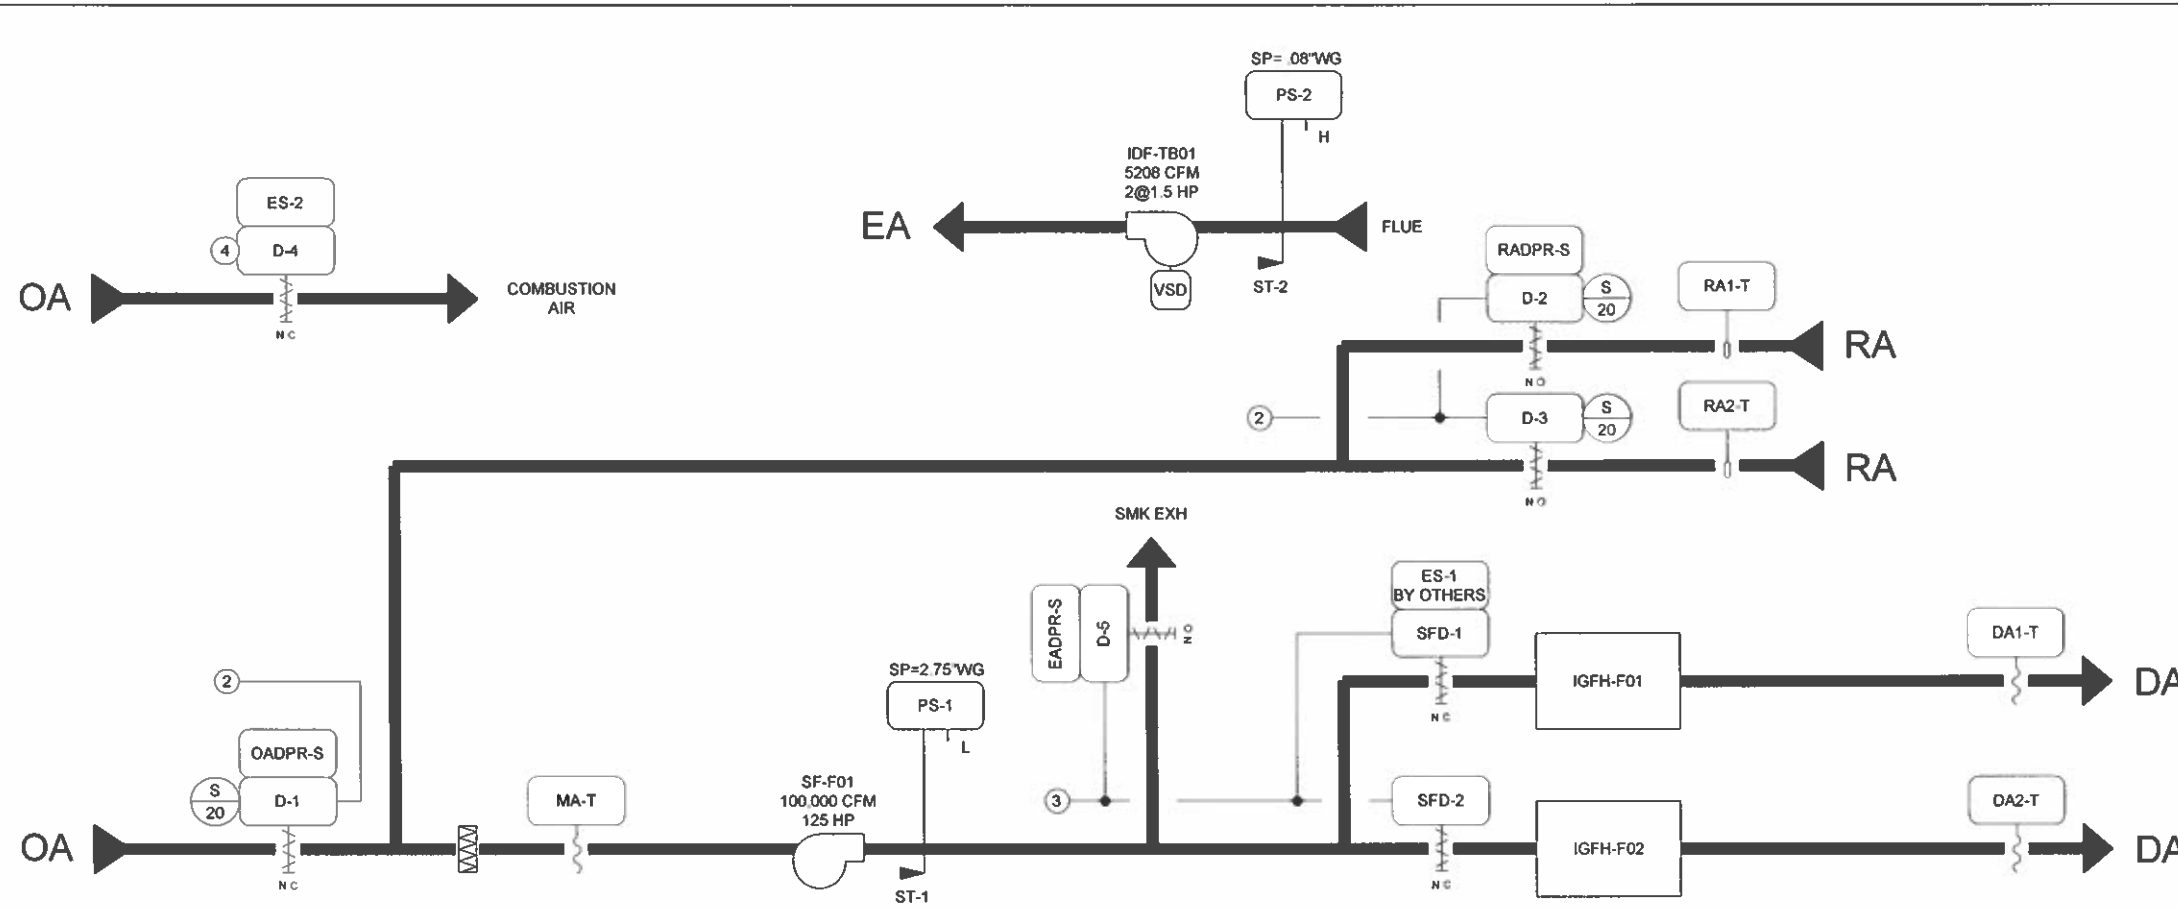 SP= .08"WG
PS-2
H
IDF-TB01
5208 CFM
2@1.5 HP
EA
FLUE
VSD
ST-2
ES-2
4
D-4
OA
COMBUSTION
AIR
NC
RADPR-S
D-2
S
20
RA1-T
RA
NO
2
D-3
S
20
RA2-T
RA
NO
SMK EXH
EADPR-S
D-5
NO
ES-1
BY OTHERS
SFD-1
NC
IGFH-F01
DA1-T
DA
2
OADPR-S
S
20
D-1
OA
NC
MA-T
SF-F01
100,000 CFM
125 HP
SP=2.75"WG
PS-1
L
ST-1
3
SFD-2
NC
IGFH-F02
DA2-T
DA